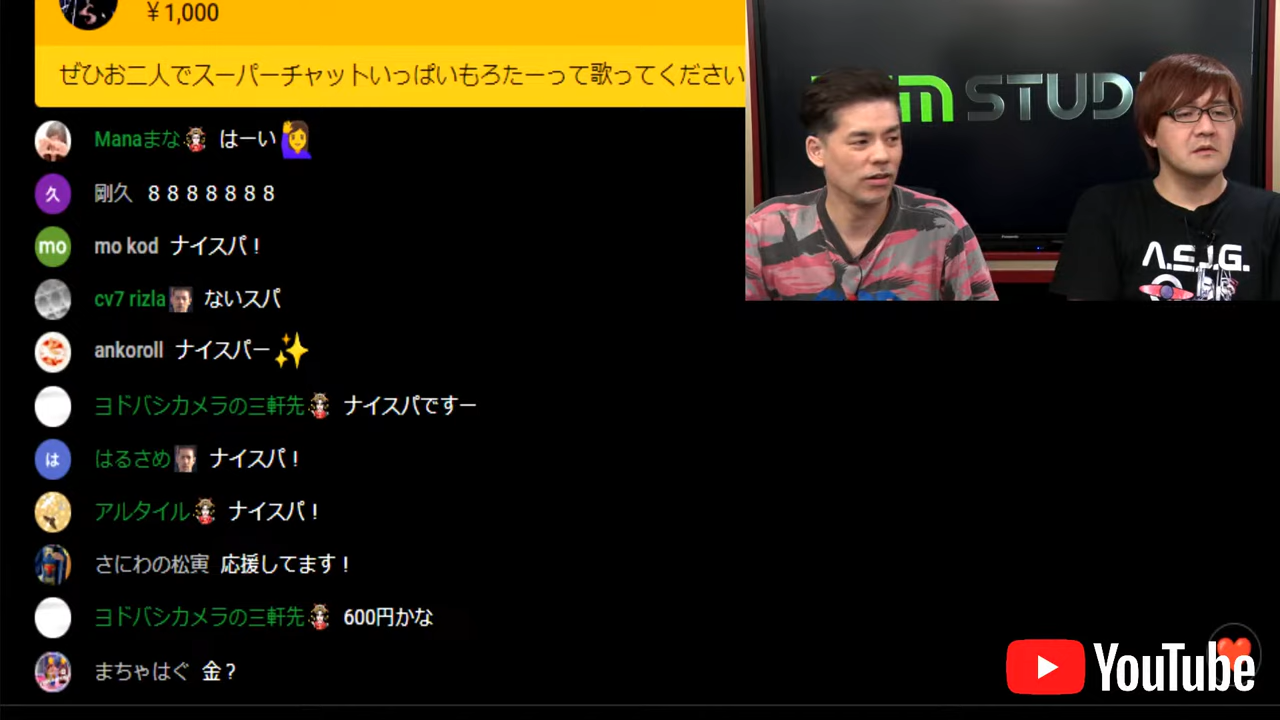 ￥1,000
ぜひお二人でスーパーチャットいっぱいもろたーって歌ってください
STUD
A.S.J.G.
Manaまな はーい
久 剛久 ８８８８８８８
mo mo kod ナイスパ！
cv7 rizla ないスパ
ankoroll ナイスパー
ヨドバシカメラの三軒先 ナイスパですー
は はるさめ ナイスパ！
アルタイル ナイスパ！
さにわの松寅 応援してます！
ヨドバシカメラの三軒先 600円かな
まちゃはぐ 金？
YouTube